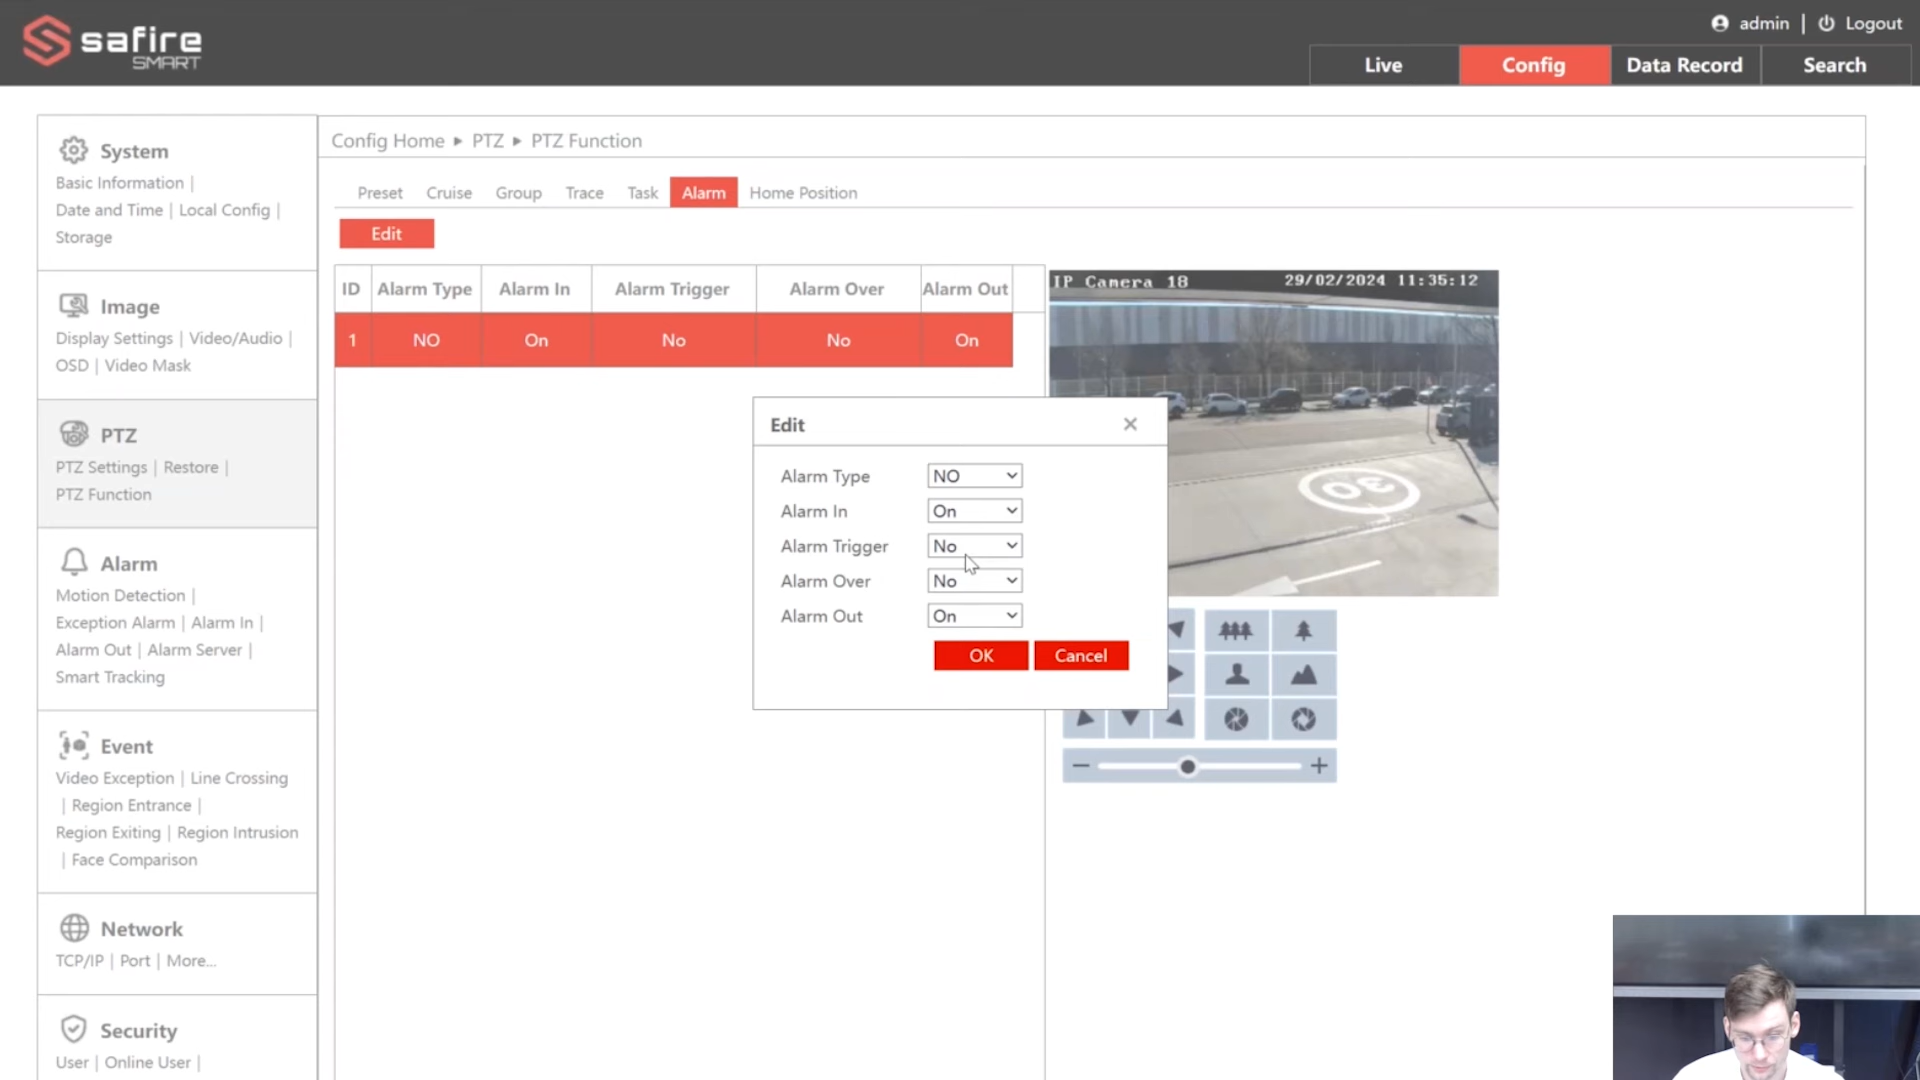 safire
SMART
admin | Logout
Live Config Data Record Search
System
Basic Information |
Date and Time | Local Config |
Storage
Image
Display Settings | Video/Audio |
OSD | Video Mask
PTZ
PTZ Settings | Restore |
PTZ Function
Alarm
Motion Detection |
Exception Alarm | Alarm In |
Alarm Out | Alarm Server |
Smart Tracking
Event
Video Exception | Line Crossing
| Region Entrance |
Region Exiting | Region Intrusion
| Face Comparison
Network
TCP/IP | Port | More...
Security
User | Online User |
Config Home ▸ PTZ ▸ PTZ Function
Preset Cruise Group Trace Task Alarm Home Position
Edit
ID Alarm Type Alarm In Alarm Trigger Alarm Over Alarm Out
1 NO On No No On
IP Camera 18 29/02/2024 11:35:12
30
Edit ×
Alarm Type NO
Alarm In On
Alarm Trigger No
Alarm Over No
Alarm Out On
OK Cancel